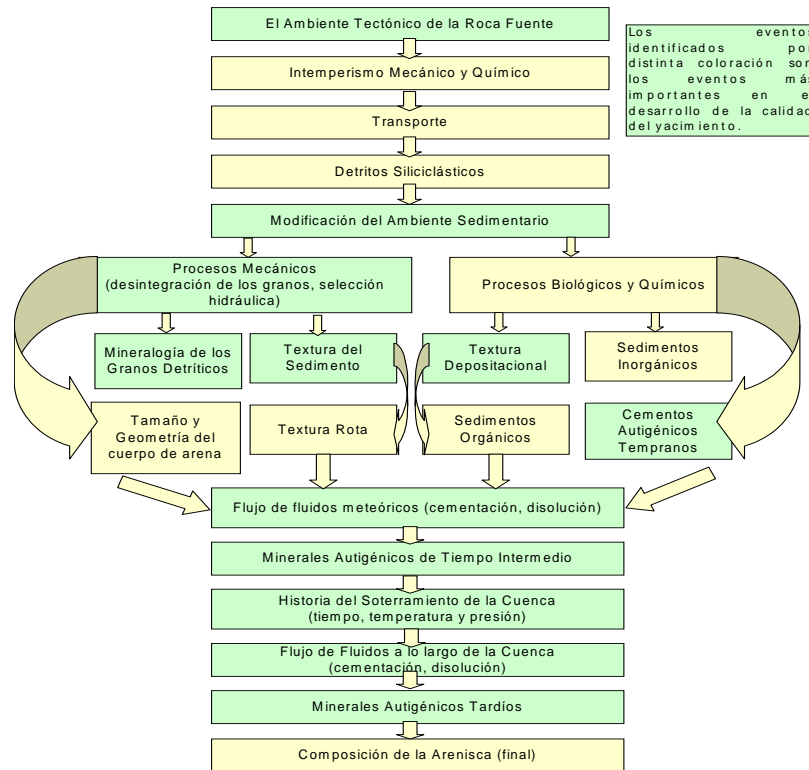 El Ambiente Tectónico de la Roca Fuente
Los eventos
identificados por
distinta coloración son
los eventos más
importantes en el
desarrollo de la calidad
del yacimiento.
Intemperismo Mecánico y Químico
Transporte
Detritos Siliciclásticos
Modificación del Ambiente Sedimentario
Procesos Mecánicos
(desintegración de los granos, selección
hidráulica)
Procesos Biológicos y Químicos
Mineralogía de los
Granos Detríticos
Textura del
Sedimento
Textura
Depositacional
Sedimentos
Inorgánicos
Tamaño y
Geometría del
cuerpo de arena
Textura Rota
Sedimentos
Orgánicos
Cementos
Autigénicos
Tempranos
Flujo de fluidos meteóricos (cementación, disolución)
Minerales Autigénicos de Tiempo Intermedio
Historia del Soterramiento de la Cuenca
(tiempo, temperatura y presión)
Flujo de Fluidos a lo largo de la Cuenca
(cementación, disolución)
Minerales Autigénicos Tardíos
Composición de la Arenisca (final)